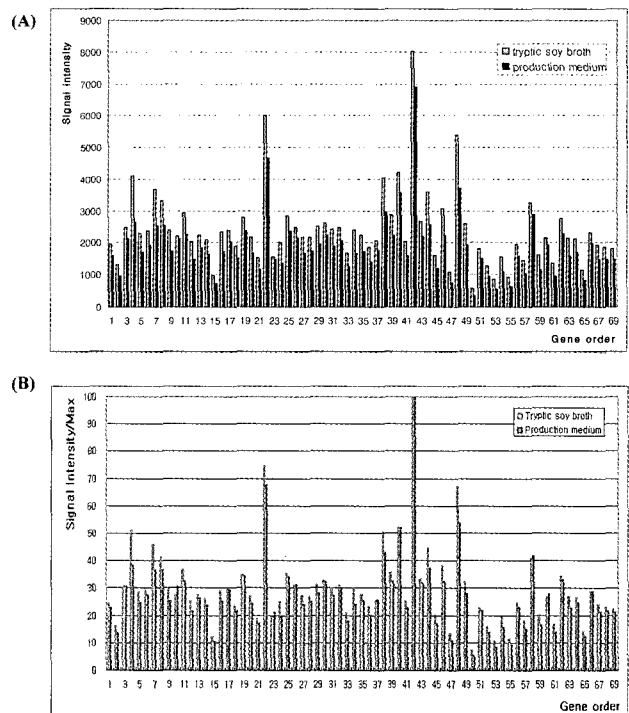 (A)
Signal Intensity
9000
8000
7000
6000
5000
4000
3000
2000
1000
0
tryptic soy broth
production medium
1 3 5 7 9 11 13 15 17 19 21 23 25 27 29 31 33 35 37 39 41 43 45 47 49 51 53 55 57 59 61 63 65 67 69
Gene order
(B)
Signal Intensity/Max
100
90
80
70
60
50
40
30
20
10
0
Tryptic soy broth
Production medium
1 3 5 7 9 11 13 15 17 19 21 23 25 27 29 31 33 35 37 39 41 43 45 47 49 51 53 55 57 59 61 63 65 67 69
Gene order